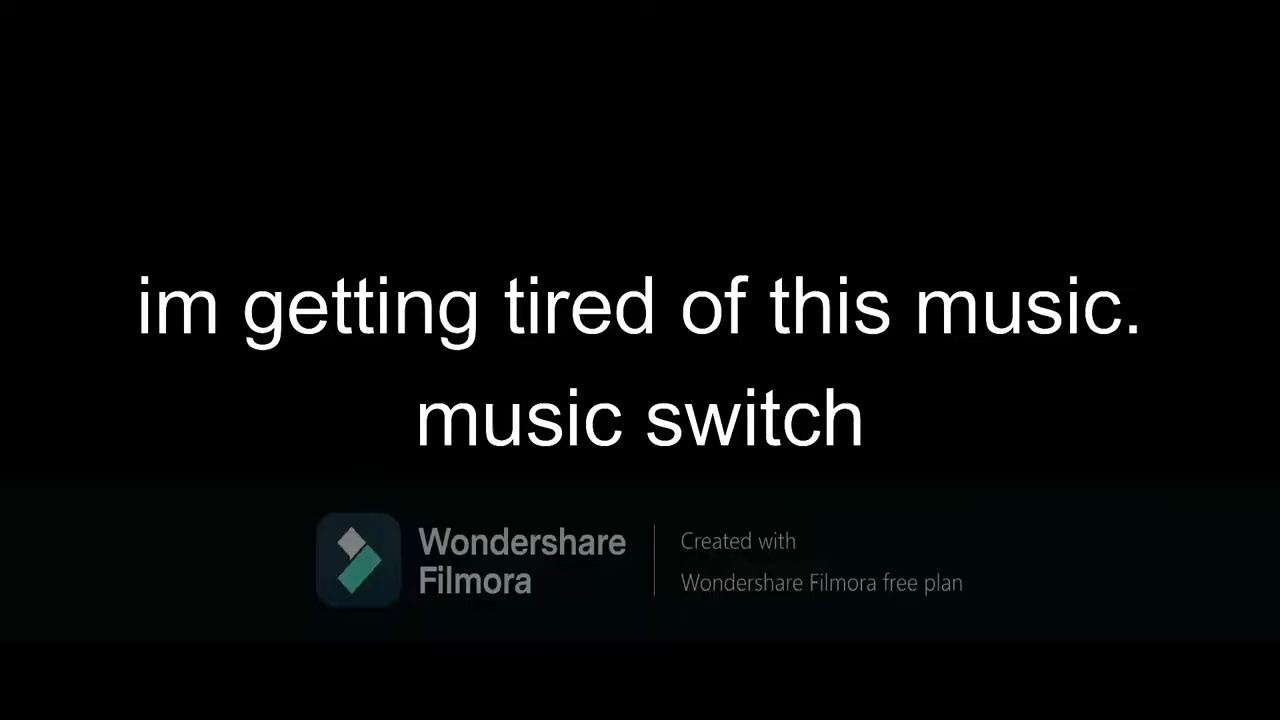 im getting tired of this music.
music switch
Wondershare
Filmora
Created with
Wondershare Filmora free plan